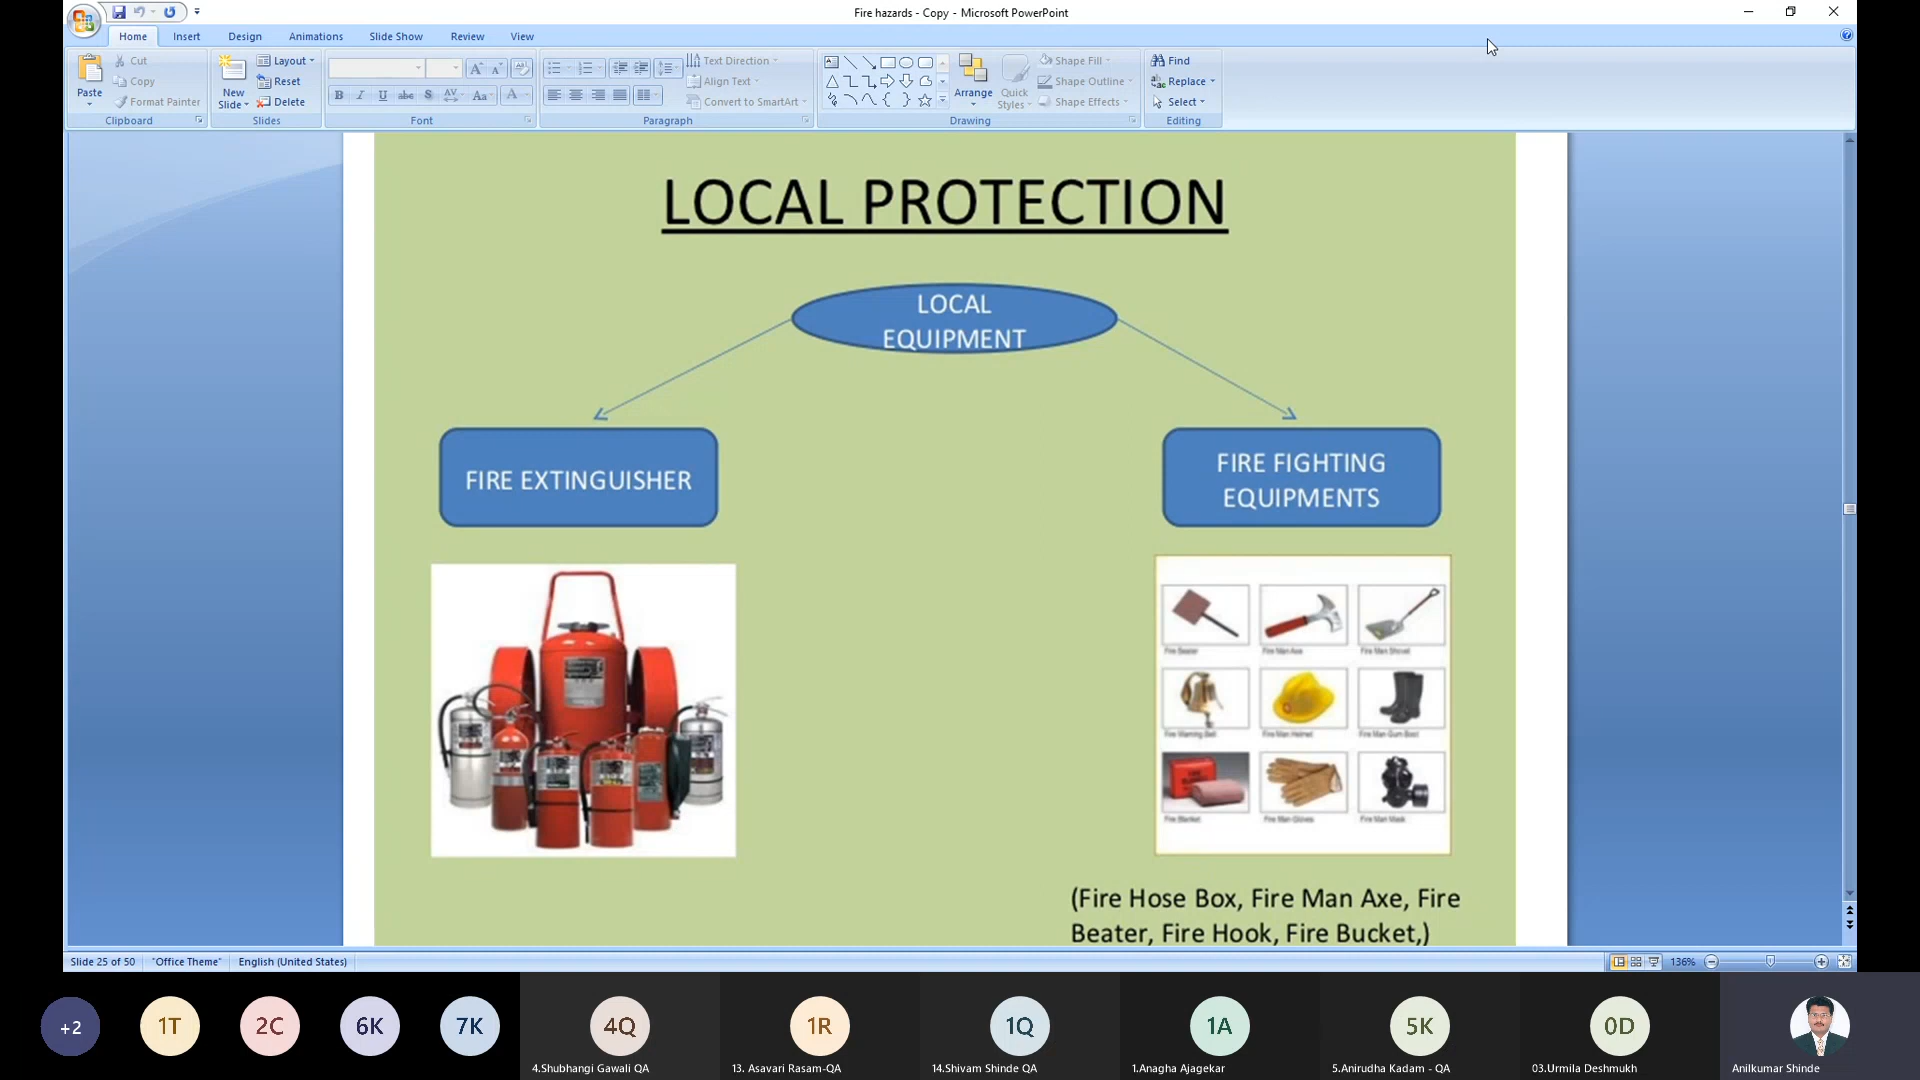 Fire hazards - Copy - Microsoft PowerPoint
Home Insert Design Animations Slide Show Review View
Paste
Cut
Copy
Format Painter
Clipboard
New Slide
Layout
Reset
Delete
Slides
Font
Text Direction
Align Text
Convert to SmartArt
Paragraph
Arrange
Quick Styles
Shape Fill
Shape Outline
Shape Effects
Drawing
Find
Replace
Select
Editing
LOCAL PROTECTION
LOCAL
EQUIPMENT
FIRE EXTINGUISHER
FIRE FIGHTING
EQUIPMENTS
Fire Beater Fire Man Axe Fire Man Shovel
Fire Warning Bell Fire Man Helmet Fire Man Gum Boot
Fire Blanket Fire Man Gloves Fire Man Mask
(Fire Hose Box, Fire Man Axe, Fire
Beater, Fire Hook, Fire Bucket,)
Slide 25 of 50 "Office Theme" English (United States) 136%
+2 1T 2C 6K 7K 4Q 1R 1Q 1A 5K 0D
4.Shubhangi Gawali QA 13. Asavari Rasam-QA 14.Shivam Shinde QA 1.Anagha Ajagekar 5.Anirudha Kadam - QA 03.Urmila Deshmukh Anilkumar Shinde